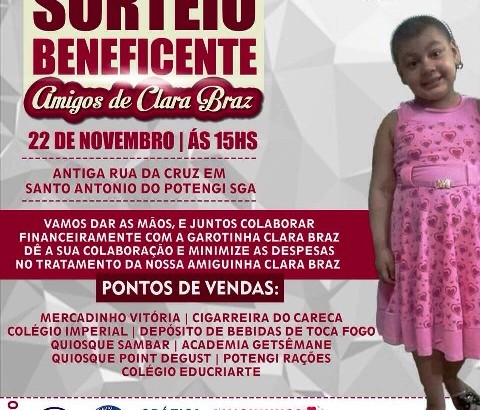 SORTEIO
BENEFICENTE
Amigos de Clara Braz
22 DE NOVEMBRO | ÁS 15HS
ANTIGA RUA DA CRUZ EM
SANTO ANTONIO DO POTENGI SGA
VAMOS DAR AS MÃOS, E JUNTOS COLABORAR
FINANCEIRAMENTE COM A GAROTINHA CLARA BRAZ
DÊ A SUA COLABORAÇÃO E MINIMIZE AS DESPESAS
NO TRATAMENTO DA NOSSA AMIGUINHA CLARA BRAZ
PONTOS DE VENDAS:
MERCADINHO VITÓRIA | CIGARREIRA DO CARECA
COLÉGIO IMPERIAL | DEPÓSITO DE BEBIDAS DE TOCA FOGO
QUIOSQUE SAMBAR | ACADEMIA GETSÊMANE
QUIOSQUE POINT DEGUST | POTENGI RAÇÕES
COLÉGIO EDUCRIARTE